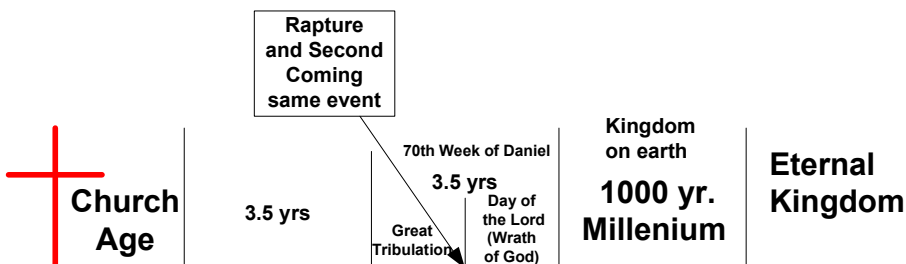 Rapture
and Second
Coming
same event
Church
Age
3.5 yrs
70th Week of Daniel
3.5 yrs
Great
Tribulation
Day of
the Lord
(Wrath
of God)
Kingdom
on earth
1000 yr.
Millenium
Eternal
Kingdom